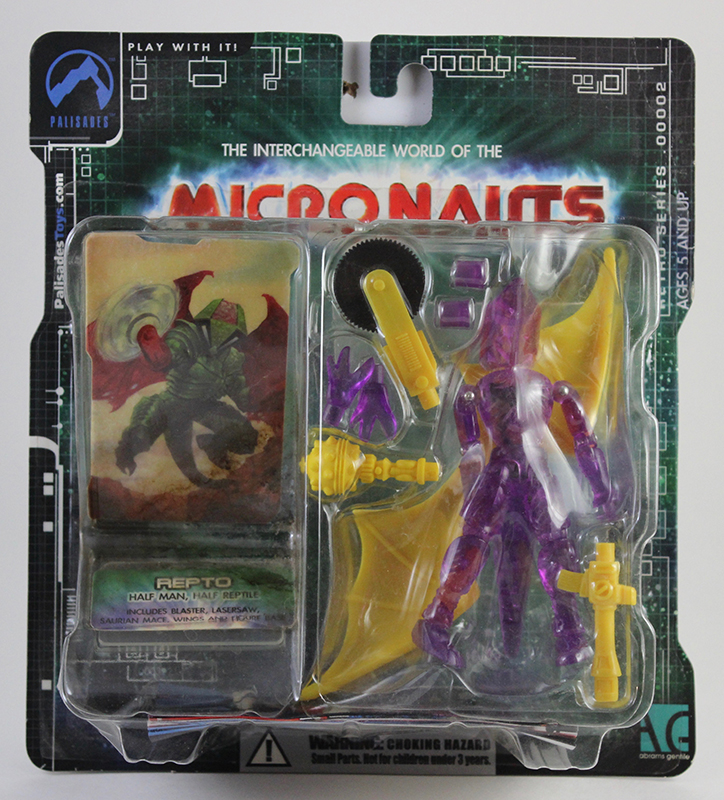 PLAY WITH IT!
PALISADES
PalisadesToys.com
THE INTERCHANGEABLE WORLD OF THE
MICRONAUTS
RETRO SERIES .00002
AGES 5 AND UP
REPTO
HALF MAN, HALF REPTILE
INCLUDES BLASTER, LASERSAW,
SAURIAN MACE, WINGS AND FIGURE BASE
WARNING: CHOKING HAZARD
Small Parts. Not for children under 3 years.
AG
abrams gentile